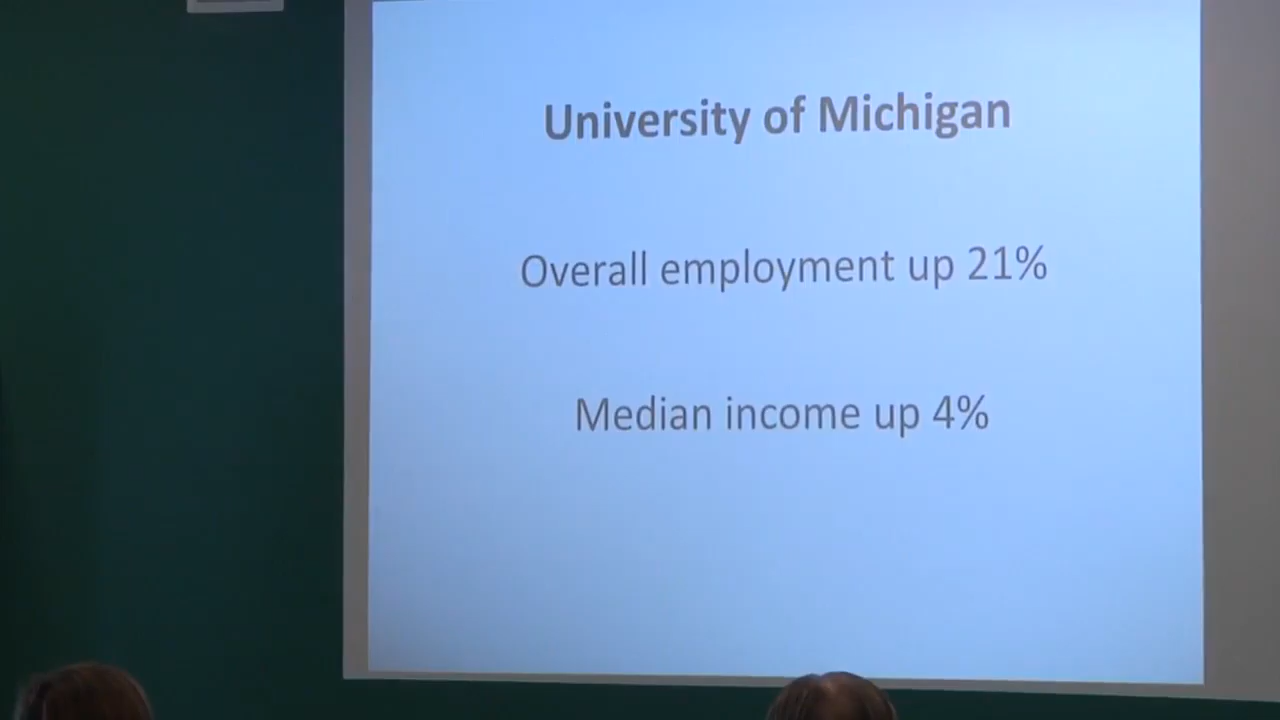 University of Michigan
Overall employment up 21%
Median income up 4%